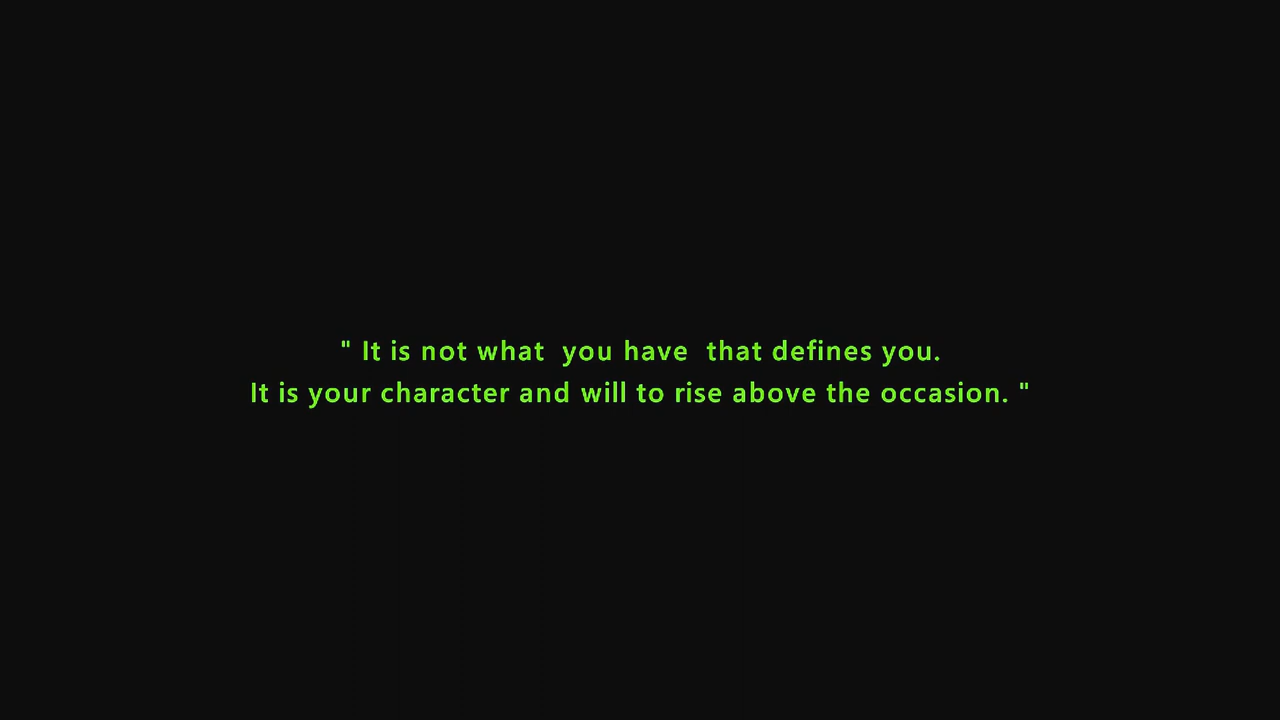 " It is not what  you have  that defines you.
It is your character and will to rise above the occasion. "